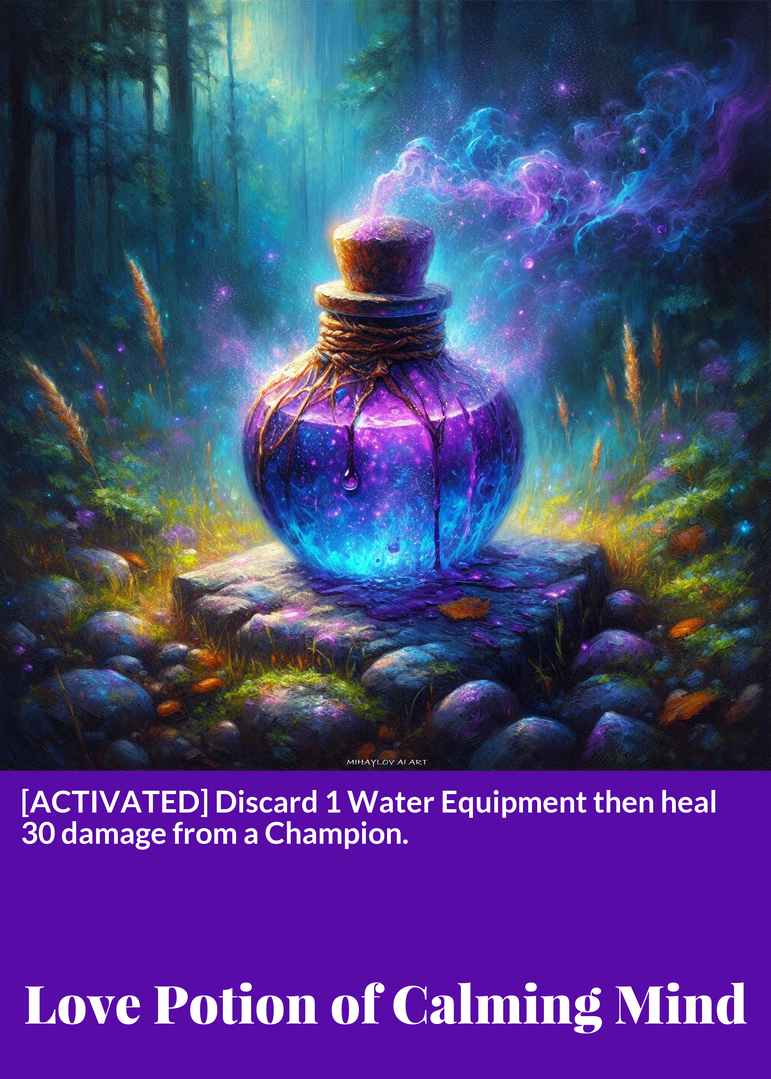 MIHAYLOV AI ART
[ACTIVATED] Discard 1 Water Equipment then heal
30 damage from a Champion.
Love Potion of Calming Mind